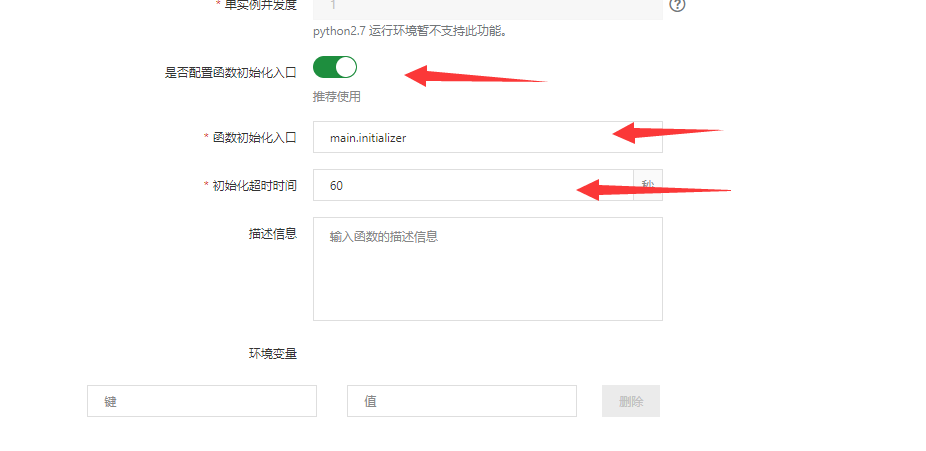 * 单实例并发度
1
?
python2.7 运行环境暂不支持此功能。
是否配置函数初始化入口
推荐使用
* 函数初始化入口
main.initializer
* 初始化超时时间
60
秒
描述信息
输入函数的描述信息
环境变量
键
值
删除